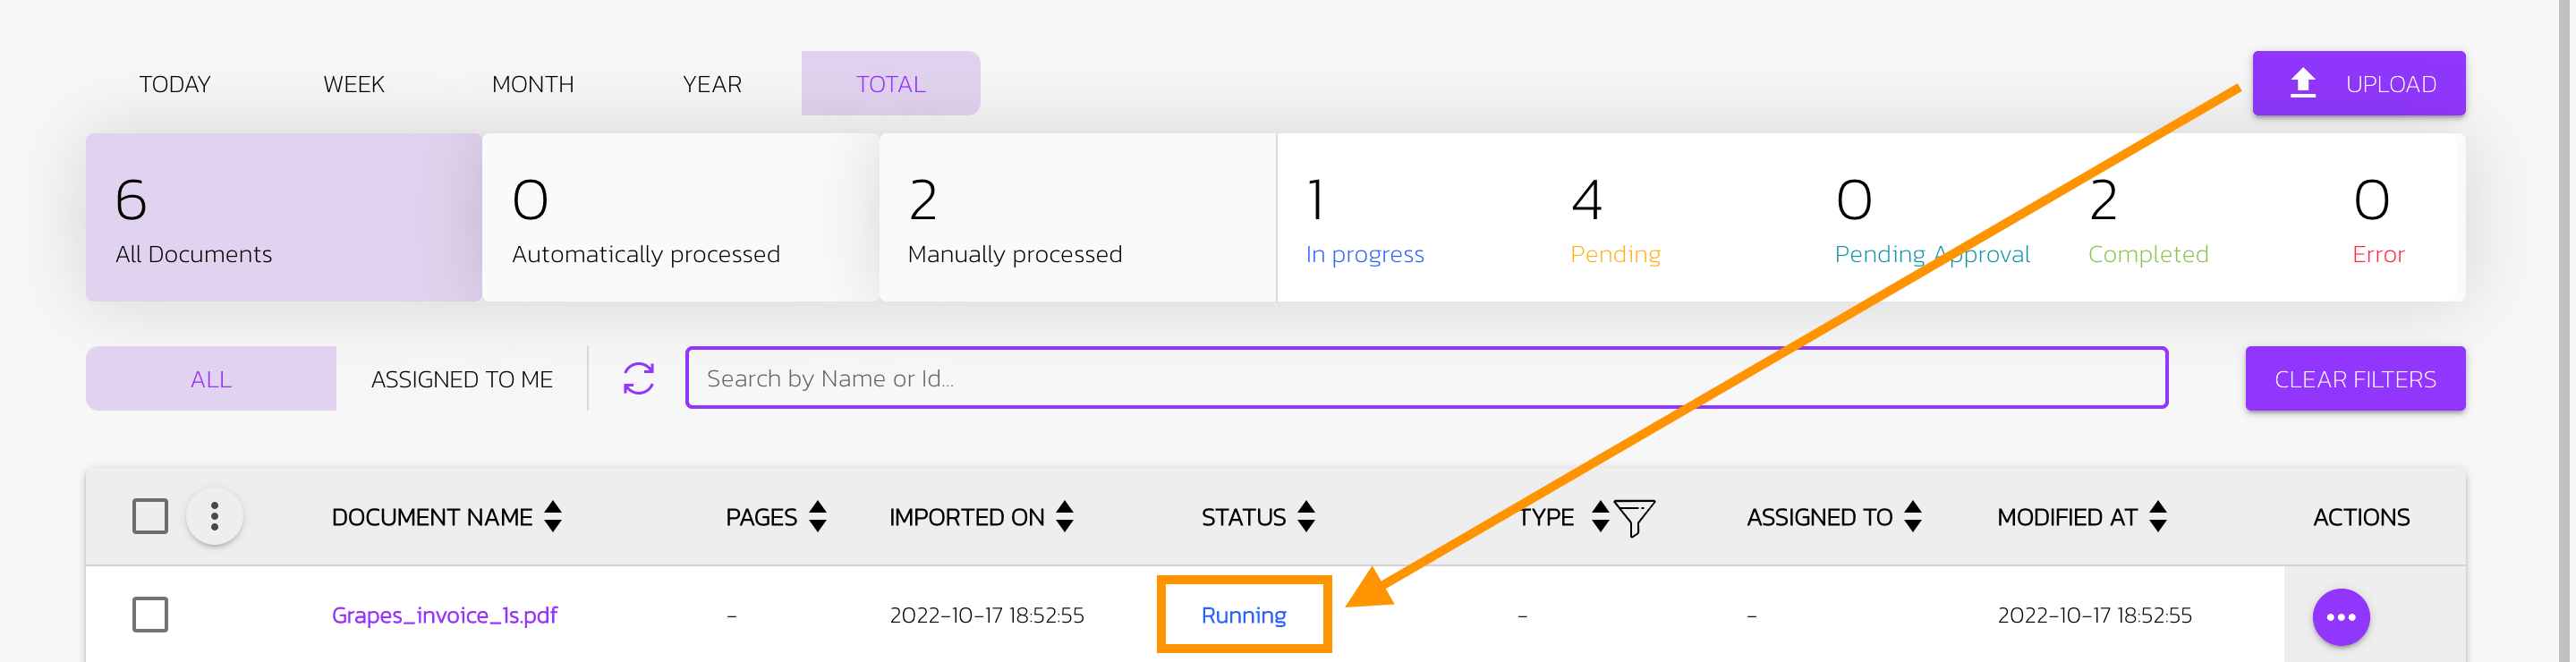 TODAY WEEK MONTH YEAR TOTAL UPLOAD
6 0 2 1 4 0 2 0
All Documents Automatically processed Manually processed In progress Pending Pending Approval Completed Error
ALL ASSIGNED TO ME Search by Name or Id... CLEAR FILTERS
DOCUMENT NAME PAGES IMPORTED ON STATUS TYPE ASSIGNED TO MODIFIED AT ACTIONS
Grapes_invoice_1s.pdf - 2022-10-17 18:52:55 Running - - 2022-10-17 18:52:55